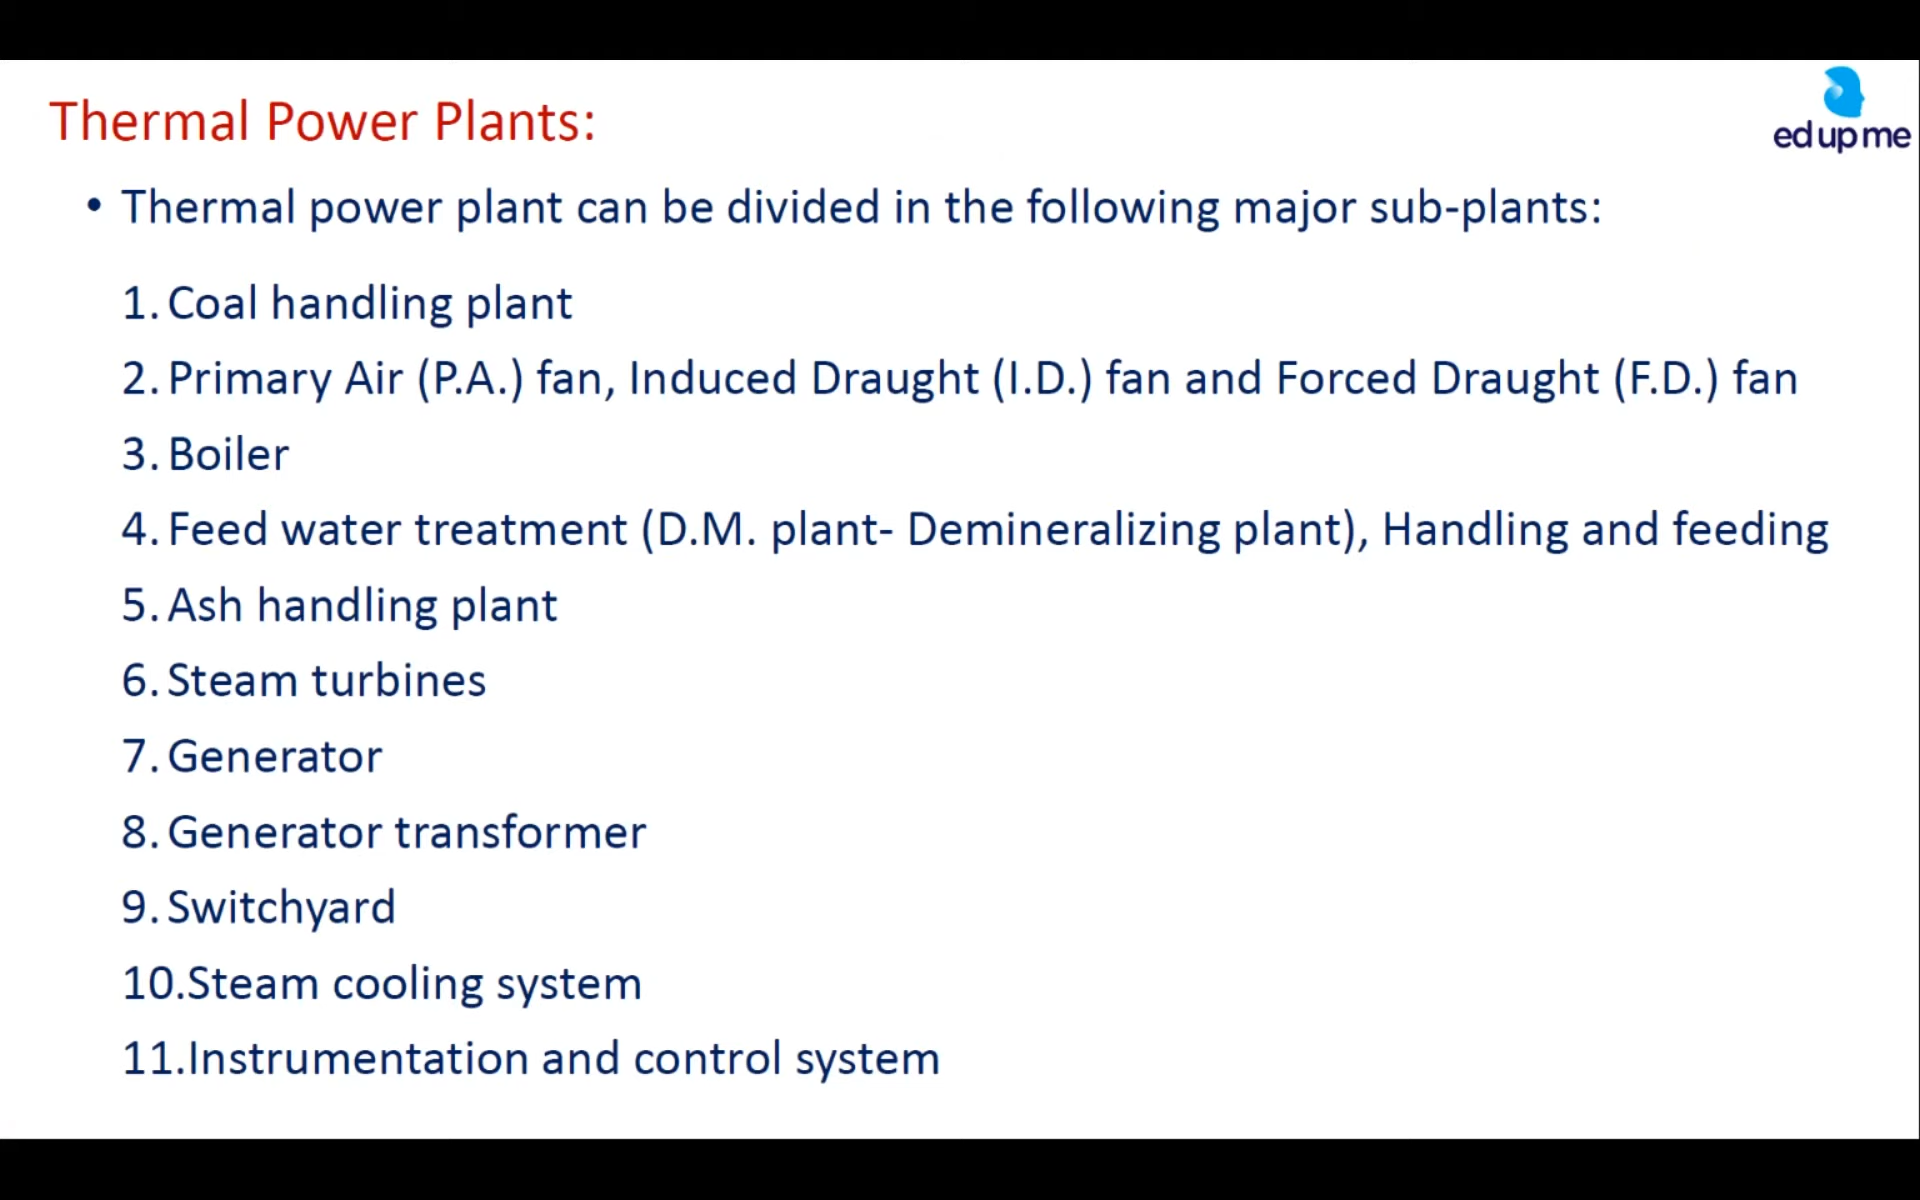 Thermal Power Plants:
ed up me
• Thermal power plant can be divided in the following major sub-plants:
1. Coal handling plant
2. Primary Air (P.A.) fan, Induced Draught (I.D.) fan and Forced Draught (F.D.) fan
3. Boiler
4. Feed water treatment (D.M. plant- Demineralizing plant), Handling and feeding
5. Ash handling plant
6. Steam turbines
7. Generator
8. Generator transformer
9. Switchyard
10.Steam cooling system
11.Instrumentation and control system